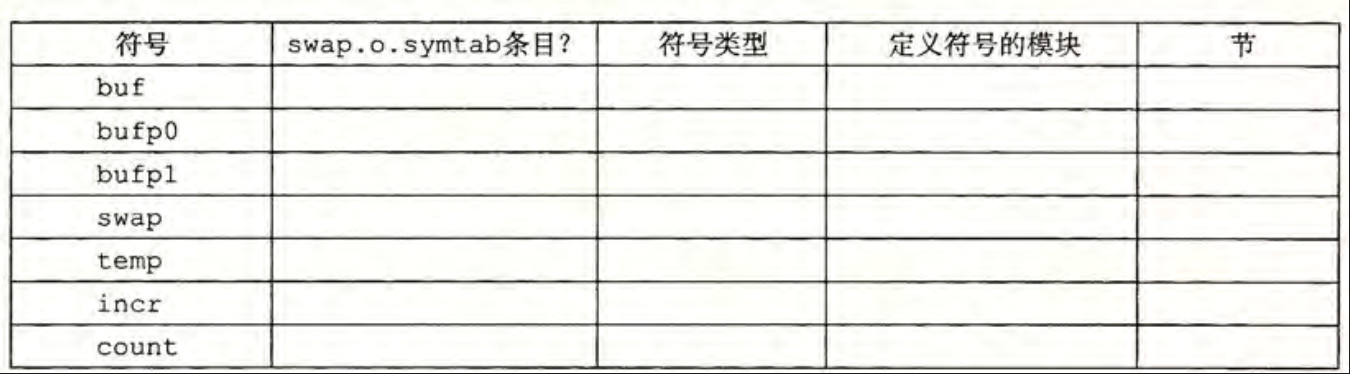 符号 swap.o.symtab条目? 符号类型 定义符号的模块 节
buf
bufp0
bufp1
swap
temp
incr
count